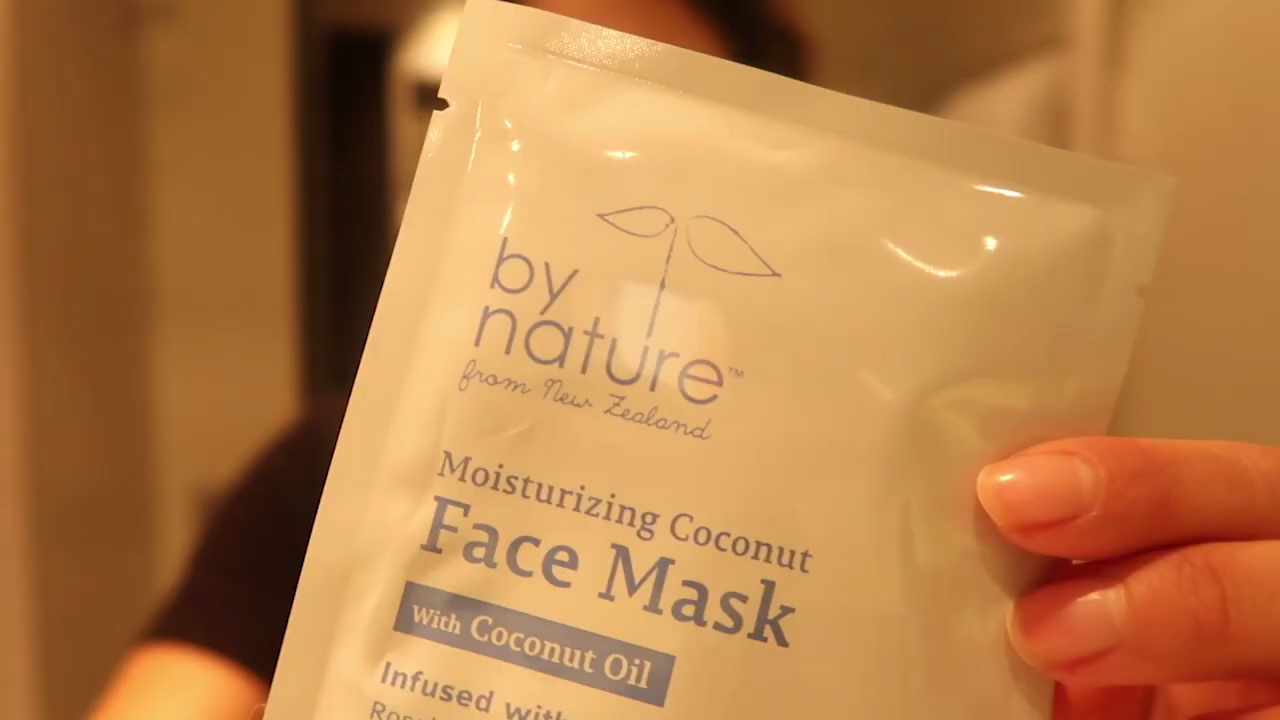 by
nature™
from New Zealand
Moisturizing Coconut
Face Mask
With Coconut Oil
Infused with